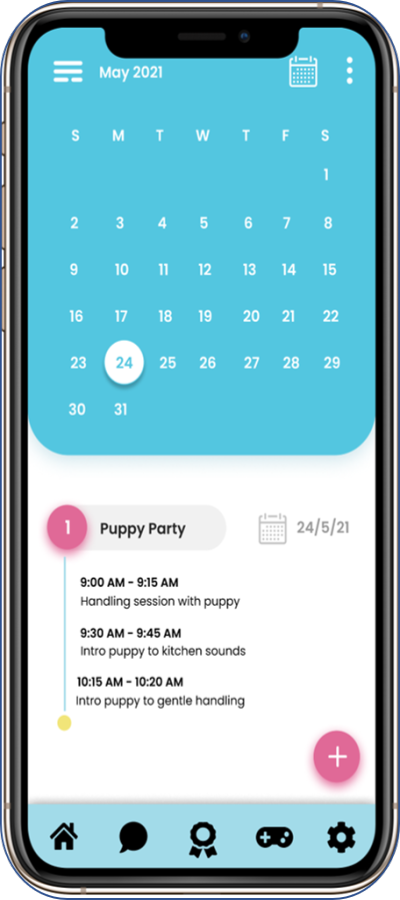 May 2021
S M T W T F S
1
2 3 4 5 6 7 8
9 10 11 12 13 14 15
16 17 18 19 20 21 22
23 24 25 26 27 28 29
30 31
1 Puppy Party 24/5/21
9:00 AM - 9:15 AM
Handling session with puppy
9:30 AM - 9:45 AM
Intro puppy to kitchen sounds
10:15 AM - 10:20 AM
Intro puppy to gentle handling